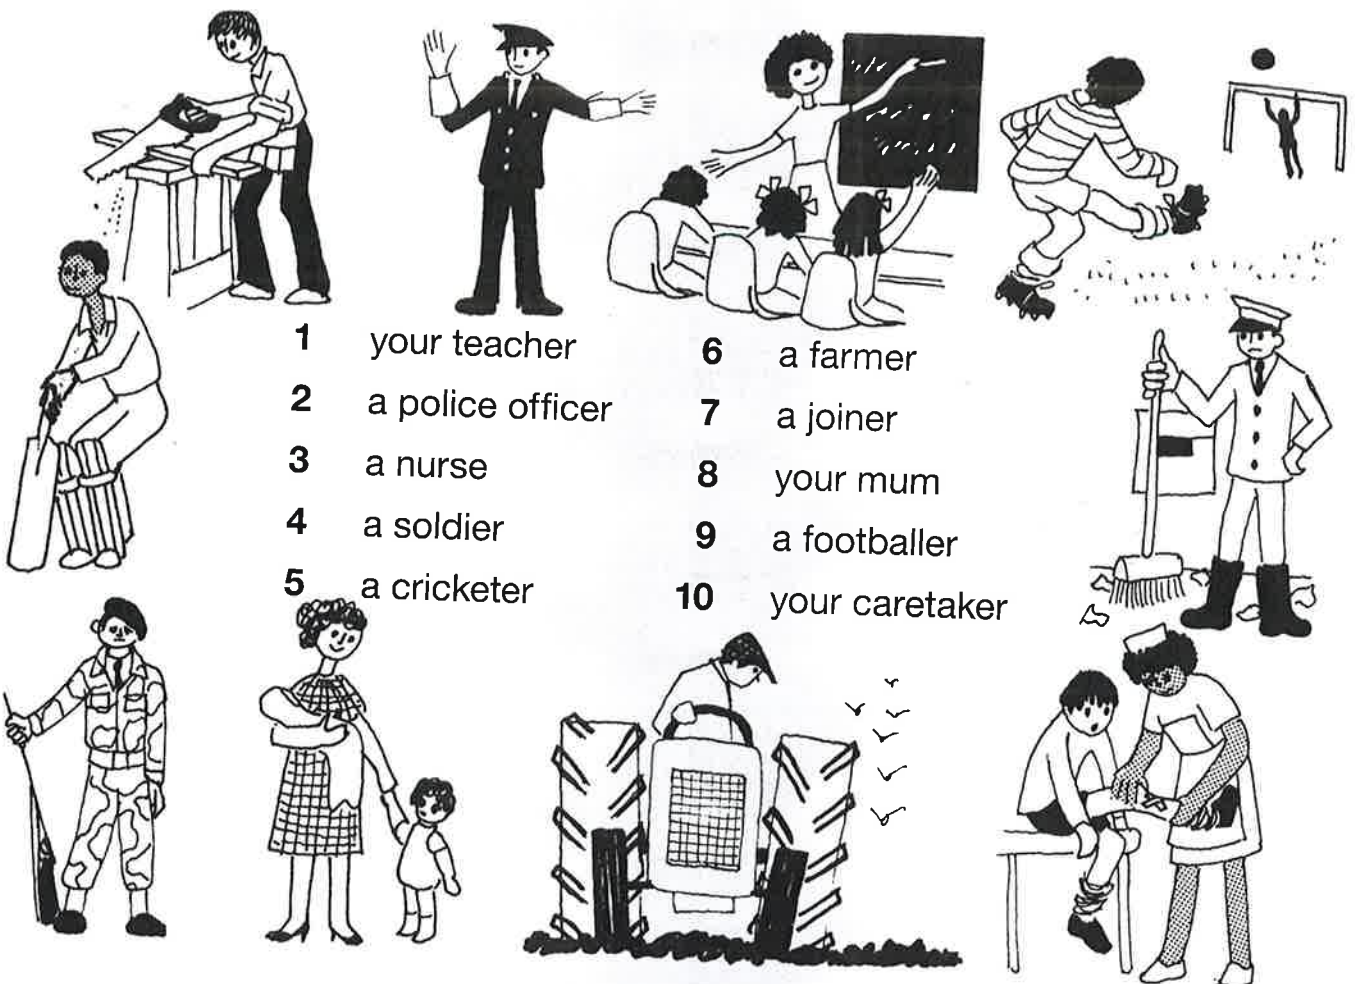 1 your teacher
2 a police officer
3 a nurse
4 a soldier
5 a cricketer
6 a farmer
7 a joiner
8 your mum
9 a footballer
10 your caretaker